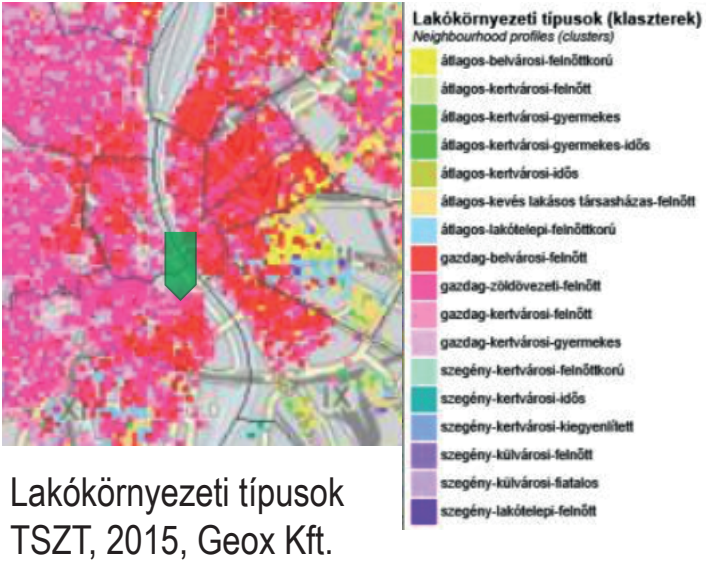 Lakókörnyezeti típusok (klaszterek)
Neighbourhood profiles (clusters)
átlagos-belvárosi-felnőttkorú
átlagos-kertvárosi-felnőtt
átlagos-kertvárosi-gyermekes
átlagos-kertvárosi-gyermekes-idős
átlagos-kertvárosi-idős
átlagos-kevés lakásos társasházas-felnőtt
átlagos-lakótelepi-felnőttkorú
gazdag-belvárosi-felnőtt
gazdag-zöldövezeti-felnőtt
gazdag-kertvárosi-felnőtt
gazdag-kertvárosi-gyermekes
szegény-kertvárosi-felnőttkorú
szegény-kertvárosi-idős
szegény-kertvárosi-kiegyenlített
szegény-külvárosi-felnőtt
szegény-külvárosi-fiatalos
szegény-lakótelepi-felnőtt
XI
IX
Lakókörnyezeti típusok
TSZT, 2015, Geox Kft.